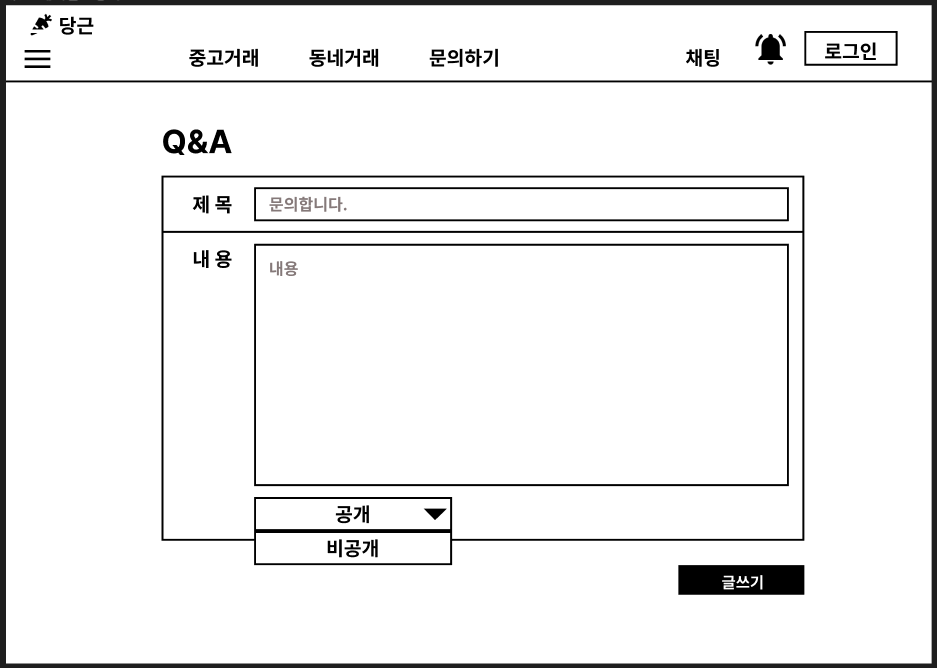 당근
중고거래 동네거래 문의하기 채팅 로그인
Q&A
제 목 문의합니다.
내 용 내용
공개
비공개
글쓰기